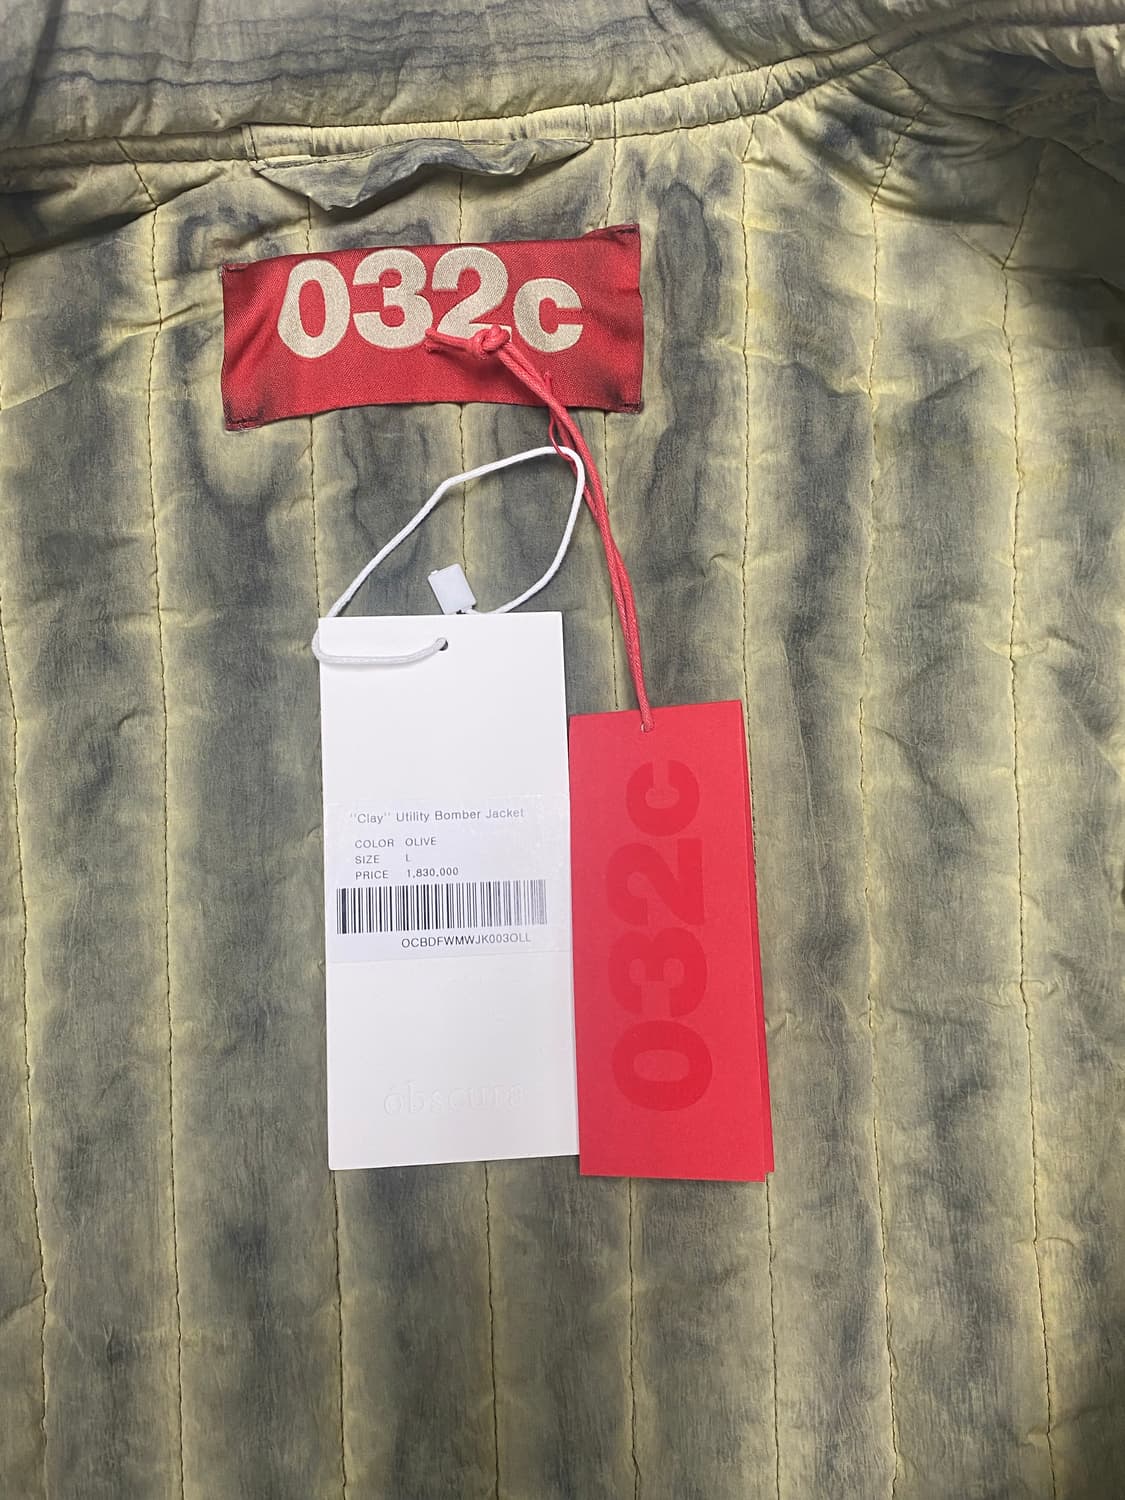 032c
"Clay" Utility Bomber Jacket
COLOR OLIVE
SIZE L
PRICE 1,830,000
OCBDFWMWJK003OLL
obscura
032c